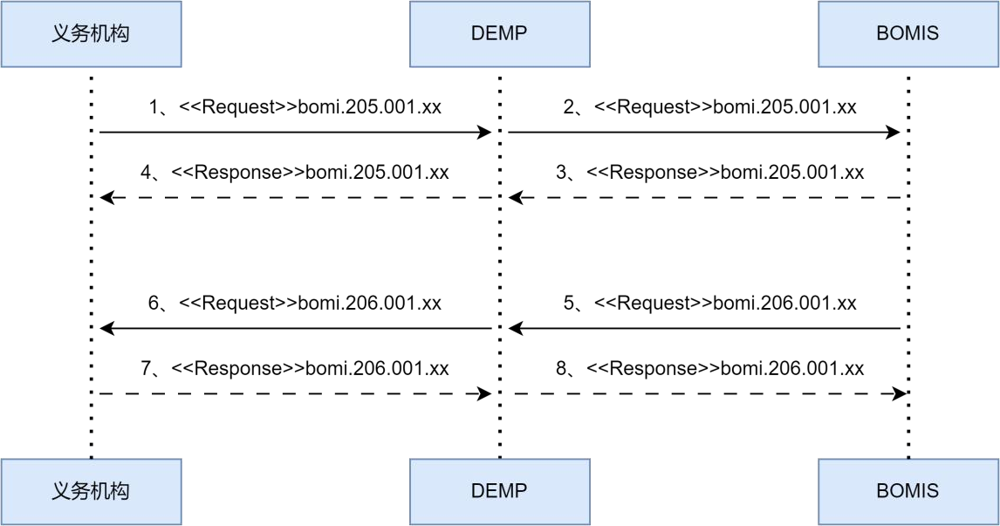 义务机构
DEMP
BOMIS
1、<<Request>>bomi.205.001.xx
2、<<Request>>bomi.205.001.xx
4、<<Response>>bomi.205.001.xx
3、<<Response>>bomi.205.001.xx
6、<<Request>>bomi.206.001.xx
5、<<Request>>bomi.206.001.xx
7、<<Response>>bomi.206.001.xx
8、<<Response>>bomi.206.001.xx
义务机构
DEMP
BOMIS